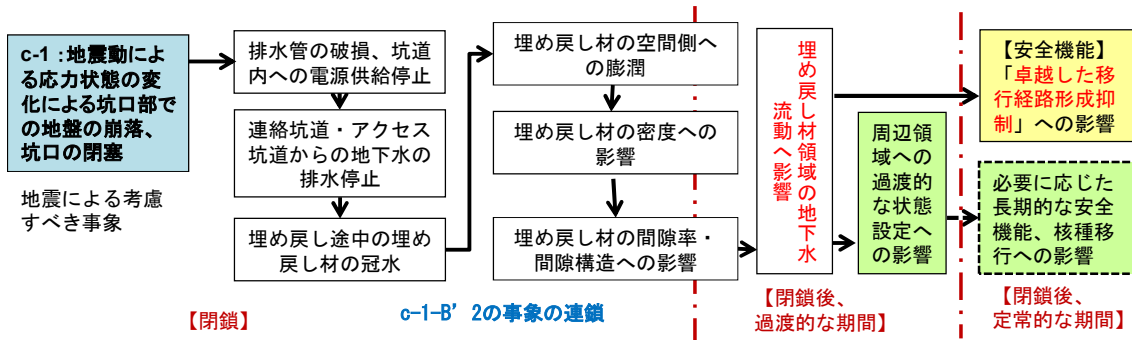 c-1：地震動によ
る応力状態の変
化による坑口部で
の地盤の崩落、
坑口の閉塞
地震による考慮
すべき事象
排水管の破損、坑道
内への電源供給停止
連絡坑道・アクセス
坑道からの地下水の
排水停止
埋め戻し途中の埋め
戻し材の冠水
埋め戻し材の空間側へ
の膨潤
埋め戻し材の密度への
影響
埋め戻し材の間隙率・
間隙構造への影響
埋め戻し材領域の地下水
流動へ影響
周辺領
域への
過渡的
な状態
設定へ
の影響
【安全機能】
「卓越した移
行経路形成抑
制」への影響
必要に応じた
長期的な安全
機能、核種移
行への影響
【閉鎖】
c-1-B’2の事象の連鎖
【閉鎖後、
過渡的な期間】
【閉鎖後、
定常的な期間】